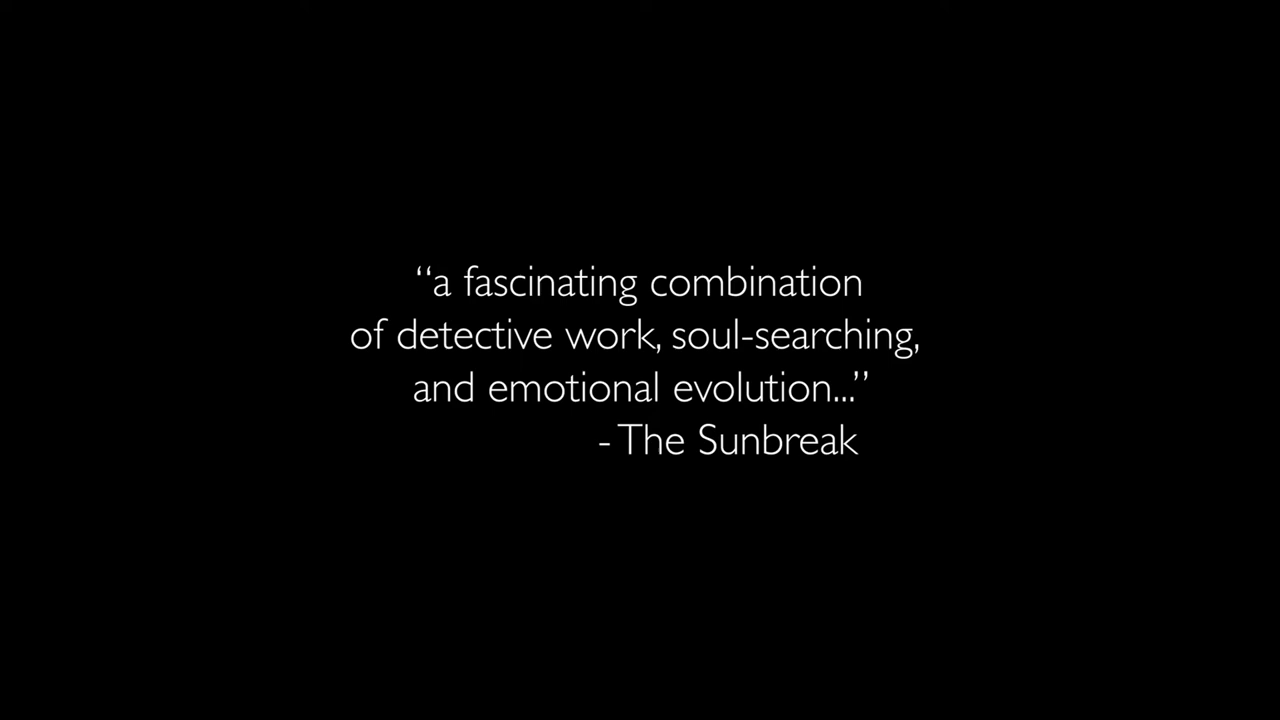 “a fascinating combination
of detective work, soul-searching,
and emotional evolution...”
- The Sunbreak